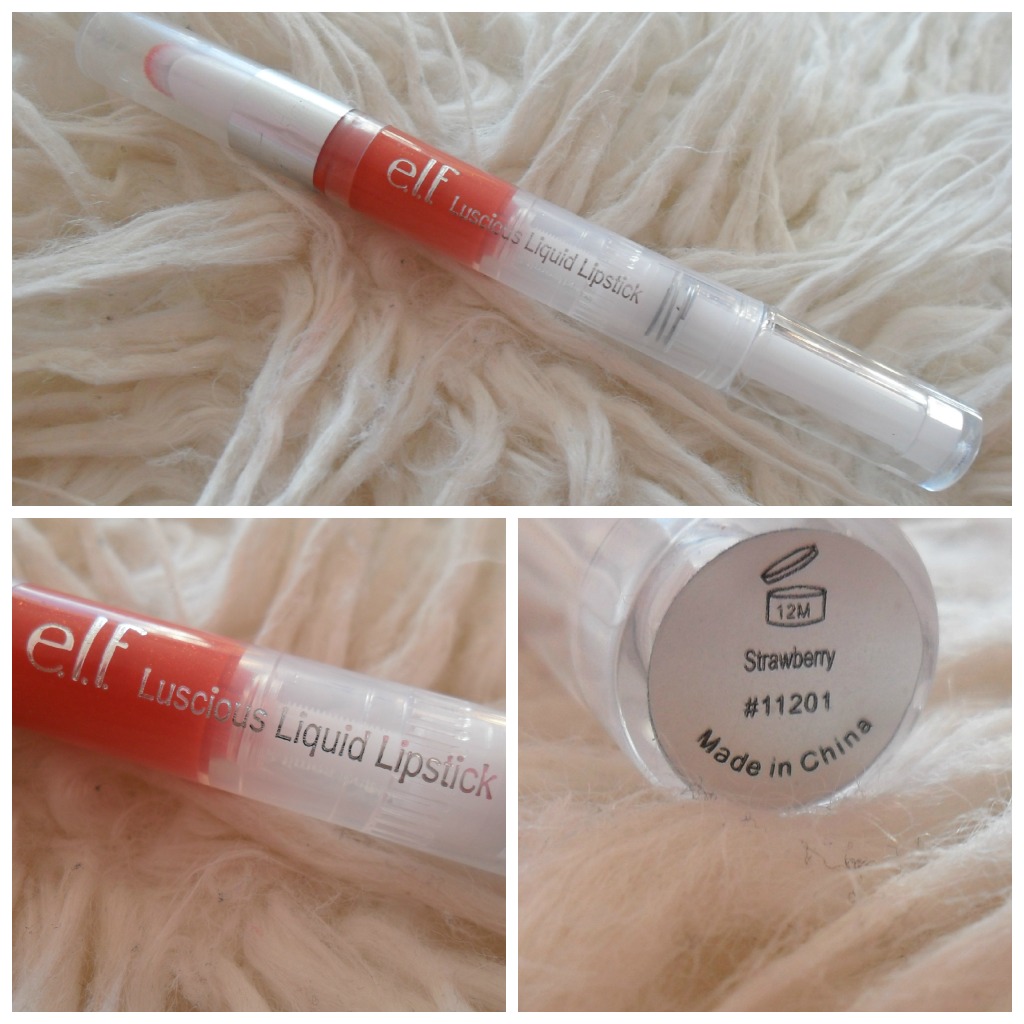 e.l.f. Luscious Liquid Lipstick
e.l.f. Luscious Liquid Lipstick
12M
Strawberry
#11201
Made in China